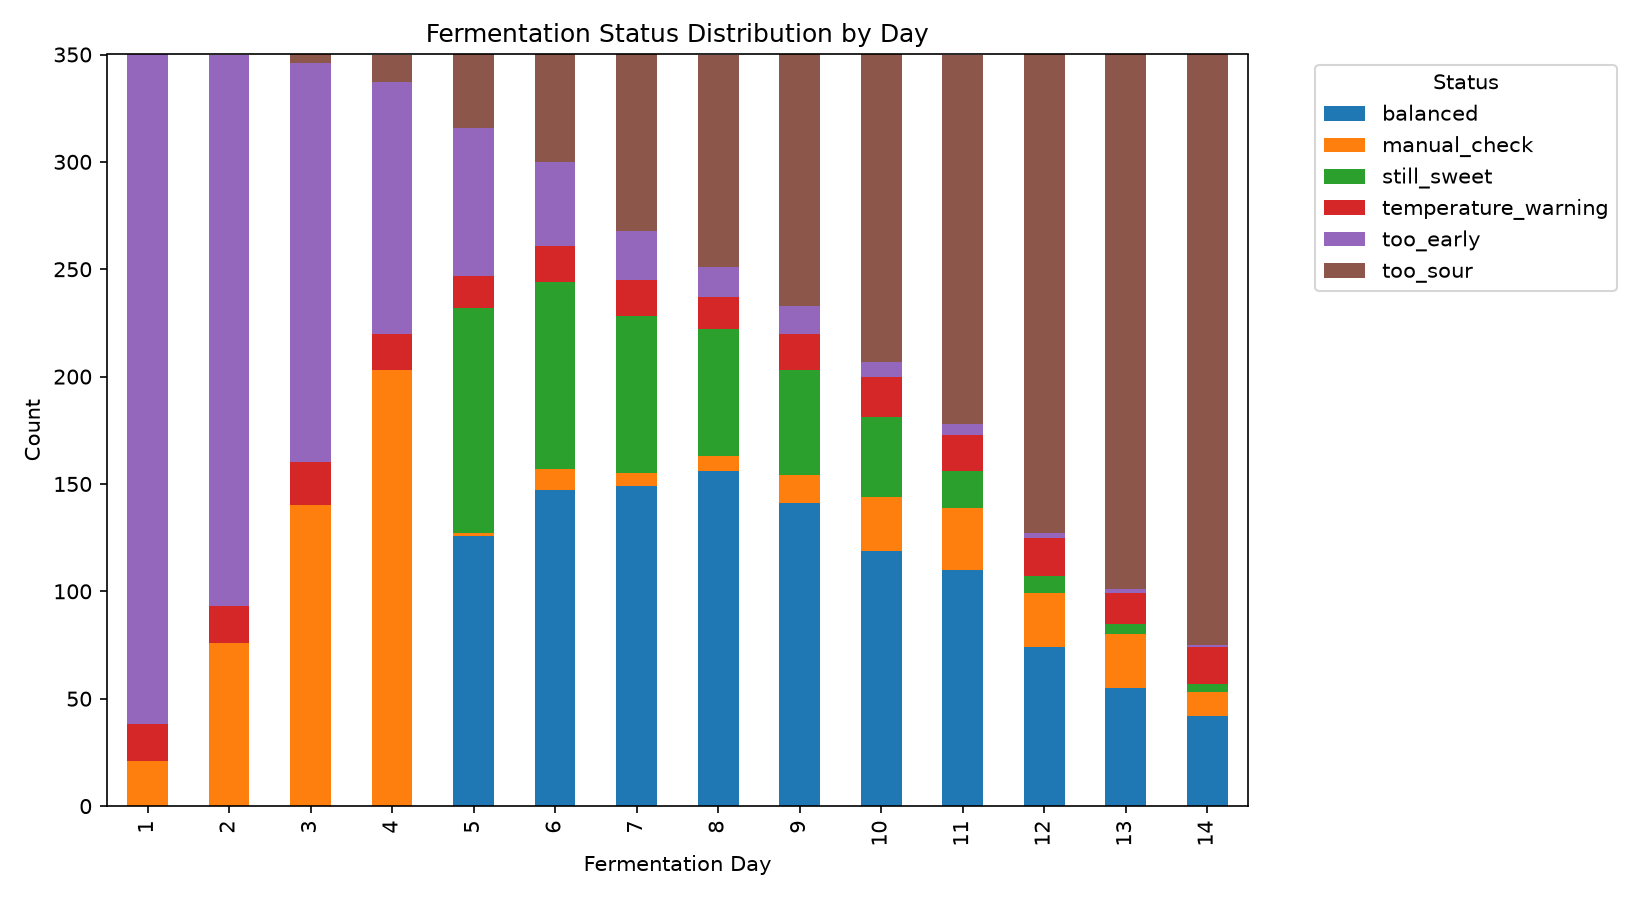 Fermentation Status Distribution by Day
350
300
250
200
150
100
50
0
Count
1 2 3 4 5 6 7 8 9 10 11 12 13 14
Fermentation Day
Status
balanced
manual_check
still_sweet
temperature_warning
too_early
too_sour